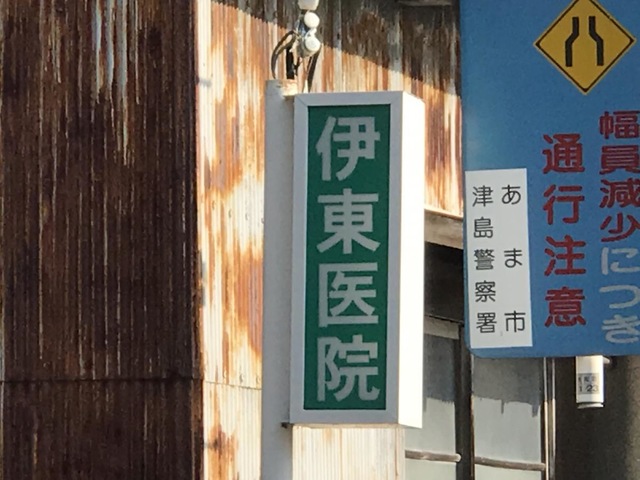 伊東医院
幅員減少につき
通行注意
あま市
津島警察署